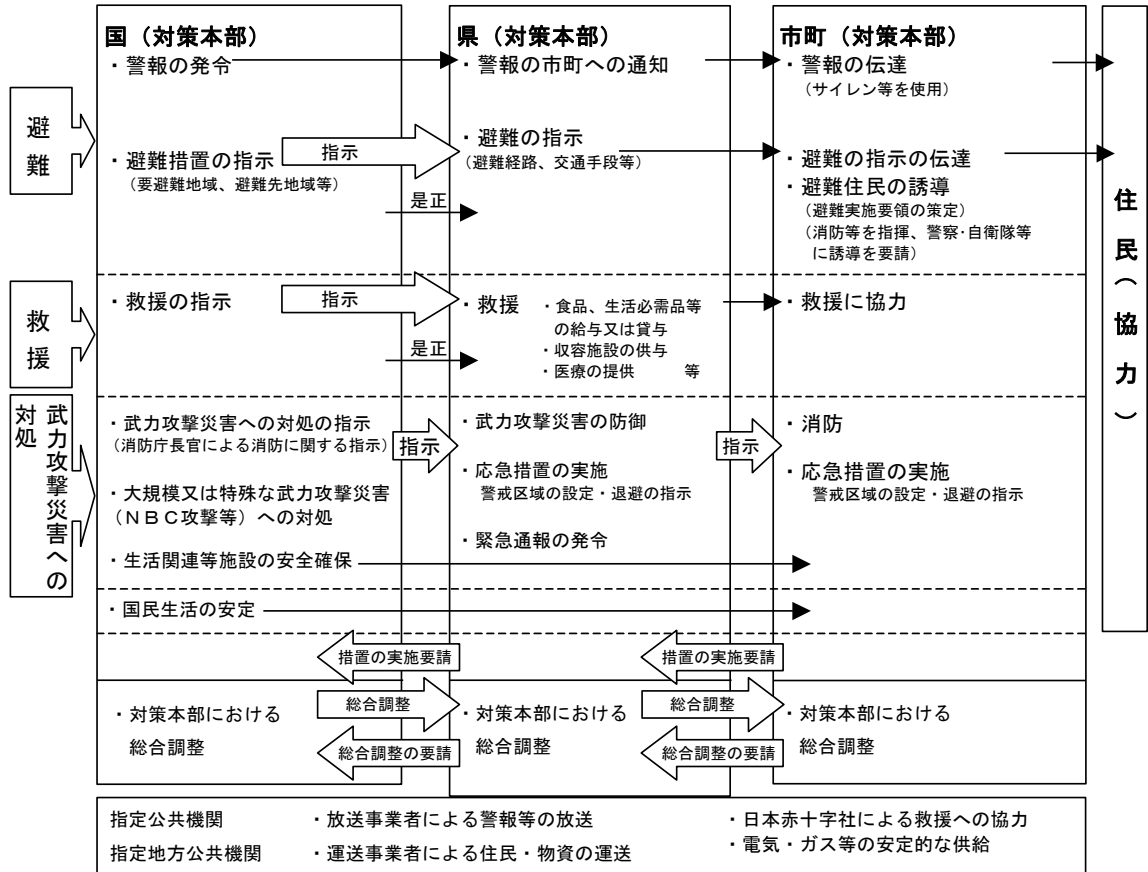 国（対策本部）
・警報の発令
避難
・避難措置の指示
（要避難地域、避難先地域等）
指示
是正
県（対策本部）
・警報の市町への通知
・避難の指示
（避難経路、交通手段等）
市町（対策本部）
・警報の伝達
（サイレン等を使用）
・避難の指示の伝達
・避難住民の誘導
（避難実施要領の策定）
（消防等を指揮、警察・自衛隊等
に誘導を要請）
住民（協力）
救援
・救援の指示
指示
是正
・救援
・食品、生活必需品等
の給与又は貸与
・収容施設の供与
・医療の提供　等
・救援に協力
武力攻撃災害への
対処
・武力攻撃災害への対処の指示
（消防庁長官による消防に関する指示）
・大規模又は特殊な武力攻撃災害
（ＮＢＣ攻撃等）への対処
・生活関連等施設の安全確保
指示
・武力攻撃災害の防御
・応急措置の実施
警戒区域の設定・退避の指示
・緊急通報の発令
指示
・消防
・応急措置の実施
警戒区域の設定・退避の指示
・国民生活の安定
措置の実施要請
措置の実施要請
・対策本部における
総合調整
総合調整
総合調整の要請
・対策本部における
総合調整
総合調整
総合調整の要請
・対策本部における
総合調整
指定公共機関
指定地方公共機関
・放送事業者による警報等の放送
・運送事業者による住民・物資の運送
・日本赤十字社による救援への協力
・電気・ガス等の安定的な供給